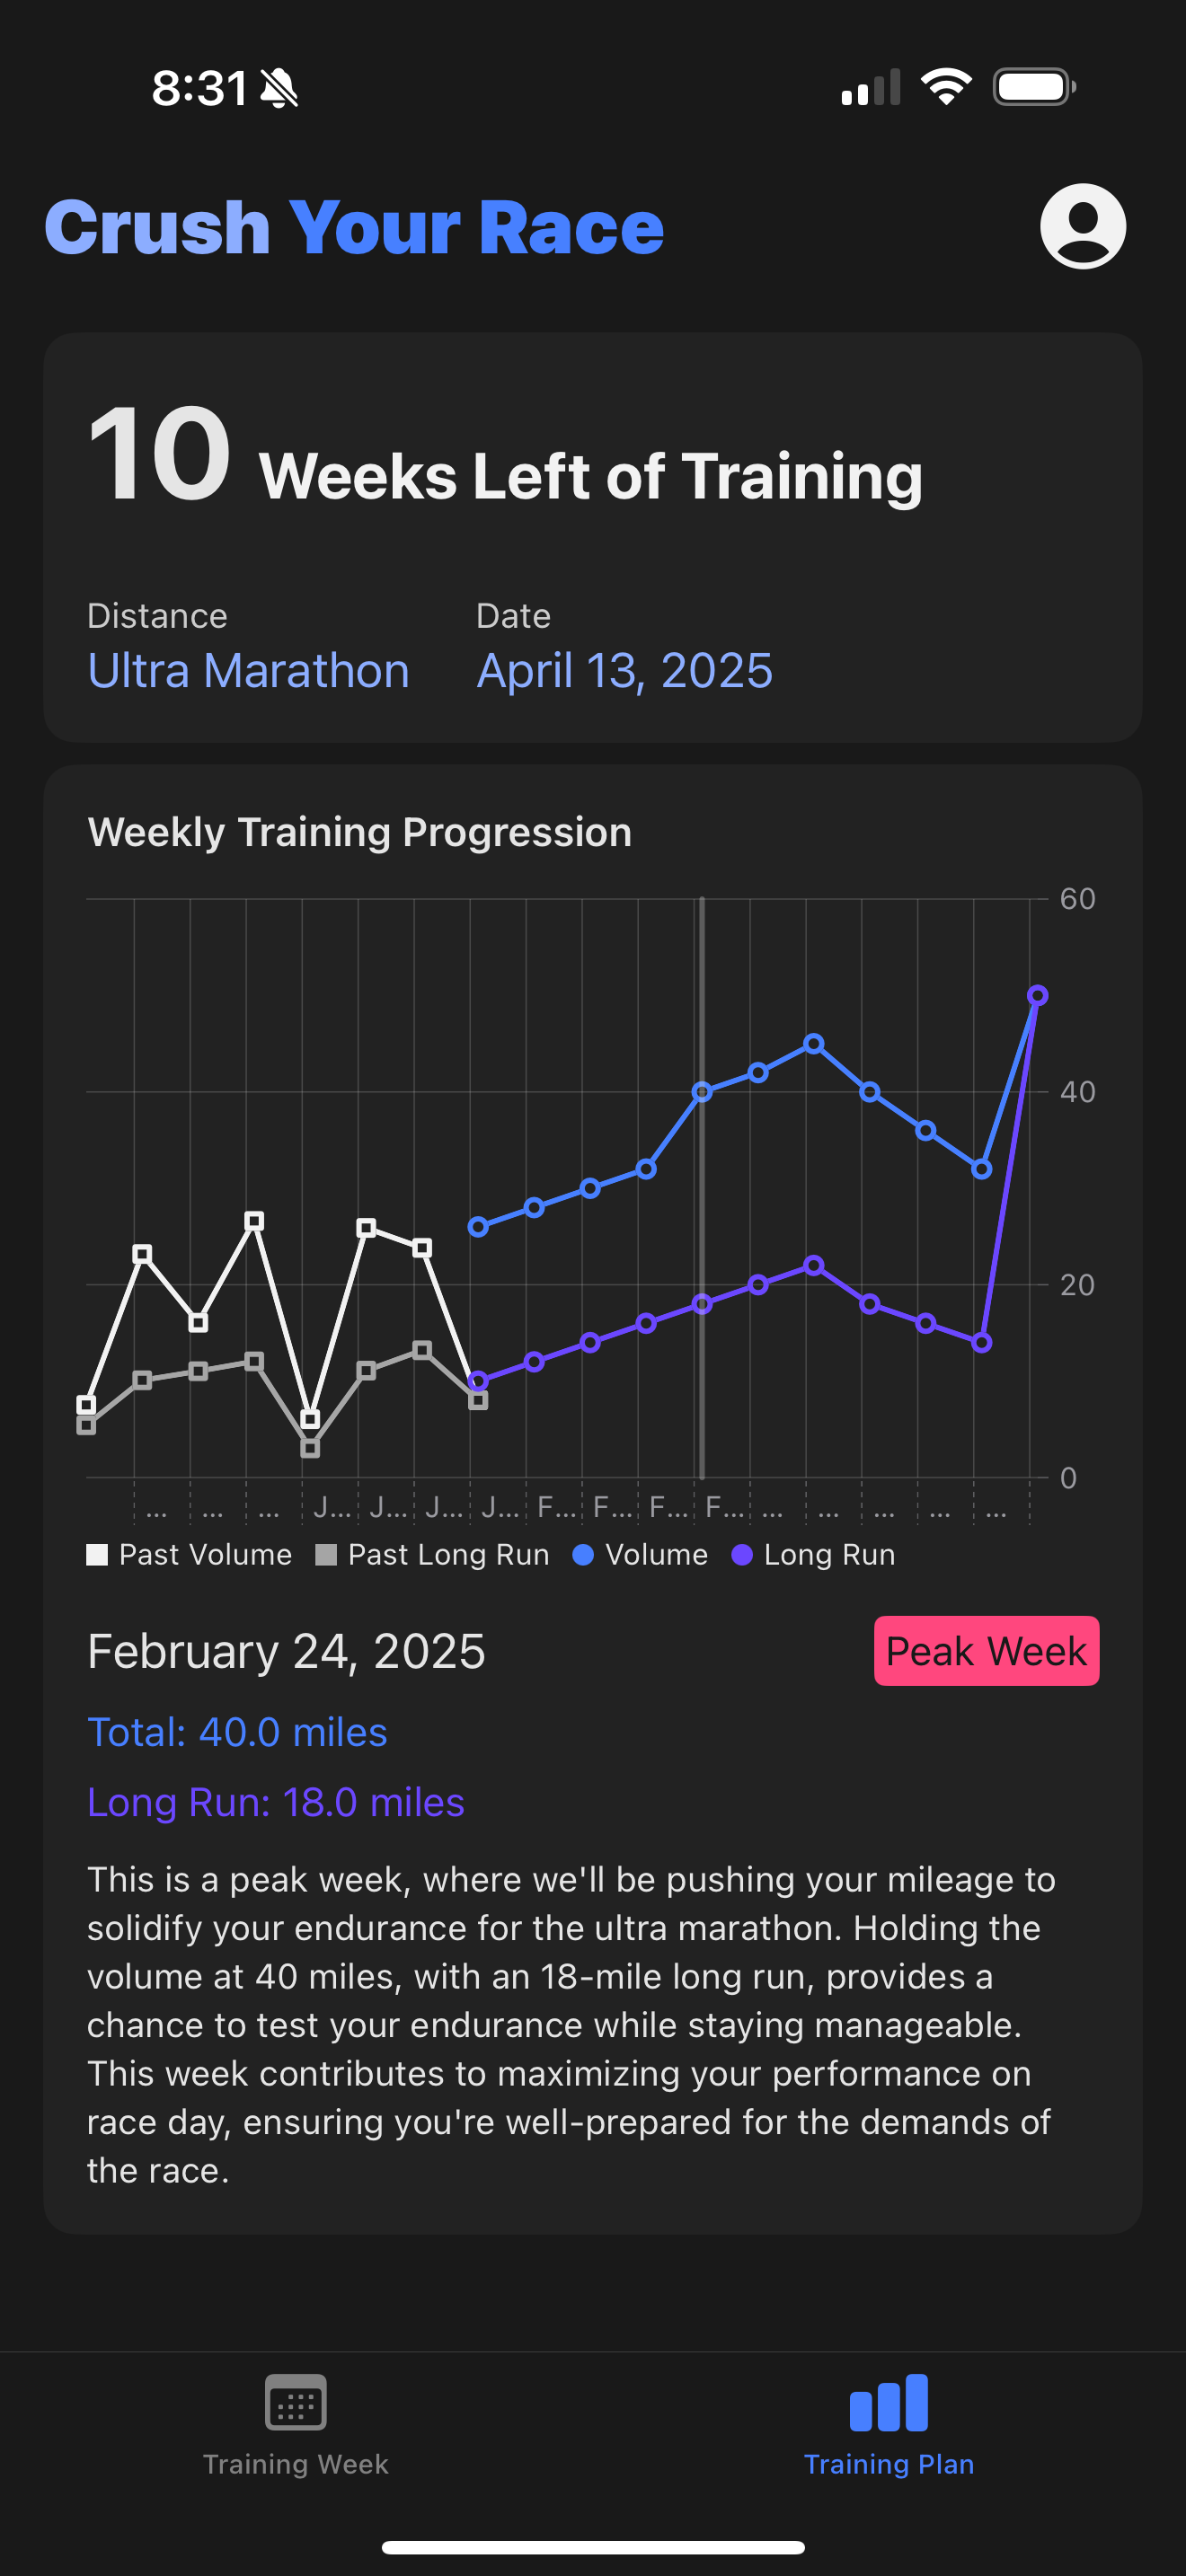 8:31
Crush Your Race
10 Weeks Left of Training
Distance Date
Ultra Marathon April 13, 2025
Weekly Training Progression
60
40
20
0
... ... ... J... J... J... J... F... F... F... F... ... ... ... ... ...
Past Volume Past Long Run Volume Long Run
February 24, 2025 Peak Week
Total: 40.0 miles
Long Run: 18.0 miles
This is a peak week, where we'll be pushing your mileage to
solidify your endurance for the ultra marathon. Holding the
volume at 40 miles, with an 18-mile long run, provides a
chance to test your endurance while staying manageable.
This week contributes to maximizing your performance on
race day, ensuring you're well-prepared for the demands of
the race.
Training Week Training Plan